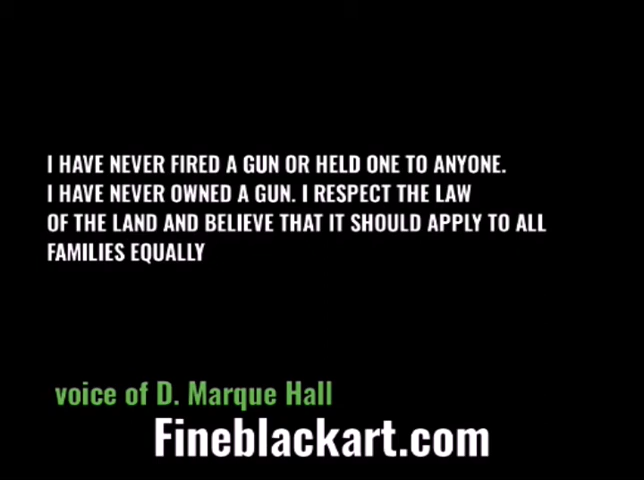 I HAVE NEVER FIRED A GUN OR HELD ONE TO ANYONE.
I HAVE NEVER OWNED A GUN. I RESPECT THE LAW
OF THE LAND AND BELIEVE THAT IT SHOULD APPLY TO ALL
FAMILIES EQUALLY
voice of D. Marque Hall
Fineblackart.com